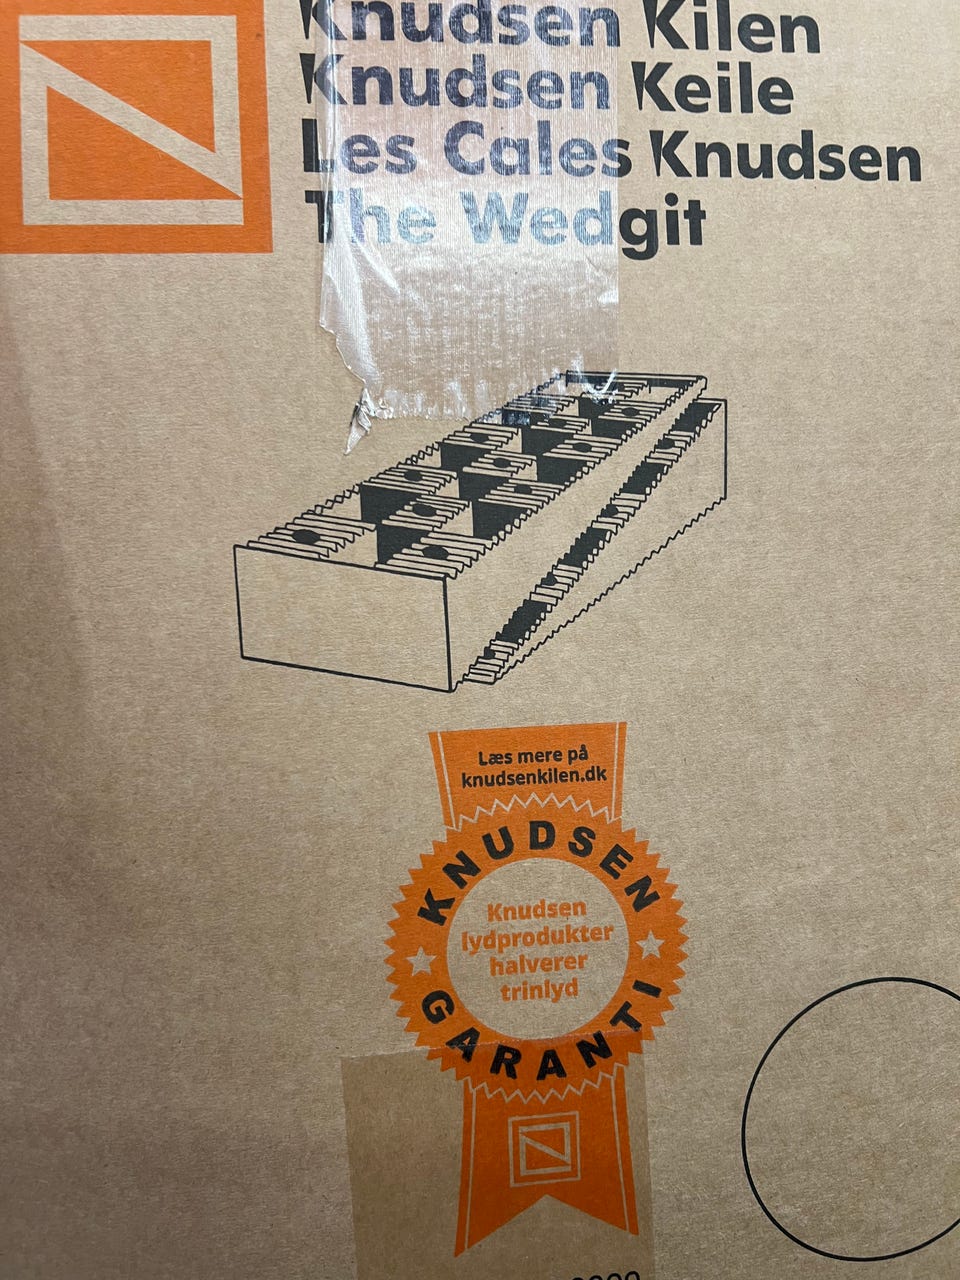 Knudsen Kilen
Knudsen Keile
Les Cales Knudsen
The Wedgit
Læs mere på
knudsenkilen.dk
KNUDSEN
Knudsen
lydprodukter
halverer
trinlyd
GARANTI